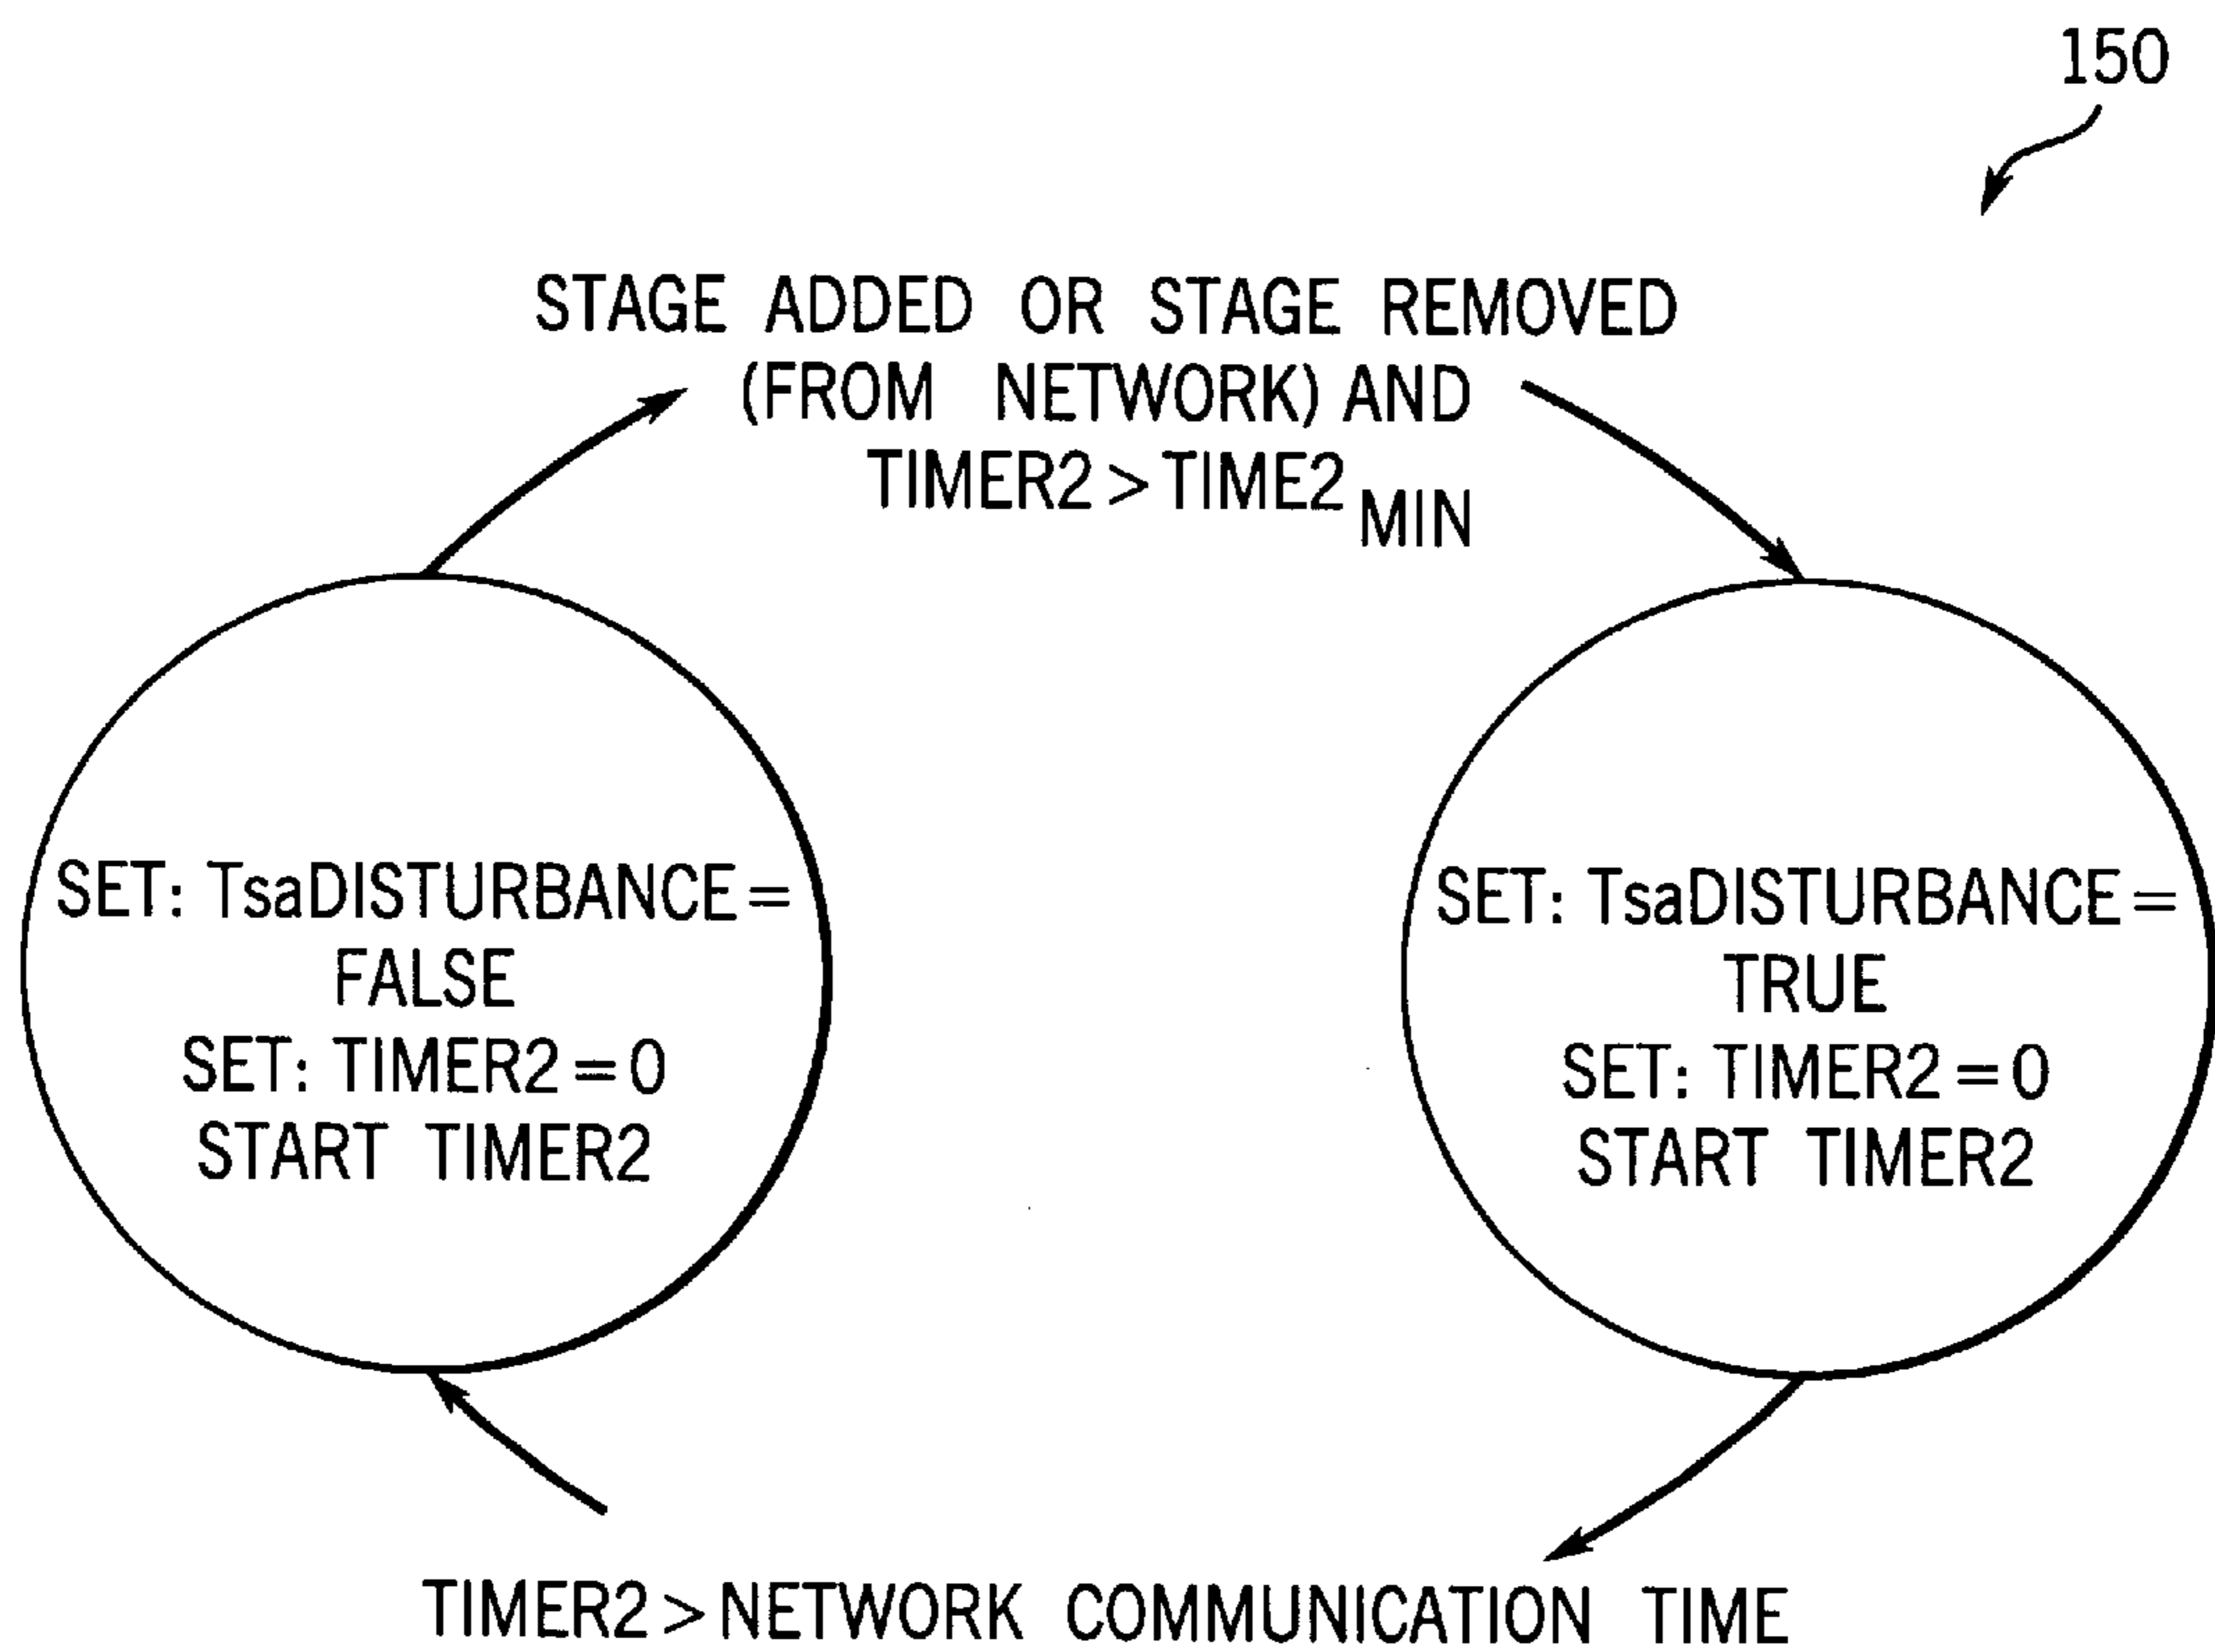 150
STAGE ADDED OR STAGE REMOVED
(FROM NETWORK) AND
TIMER2 > TIME2 MIN
SET: TsaDISTURBANCE =
FALSE
SET: TIMER2 = 0
START TIMER2
SET: TsaDISTURBANCE =
TRUE
SET: TIMER2 = 0
START TIMER2
TIMER2 > NETWORK COMMUNICATION TIME